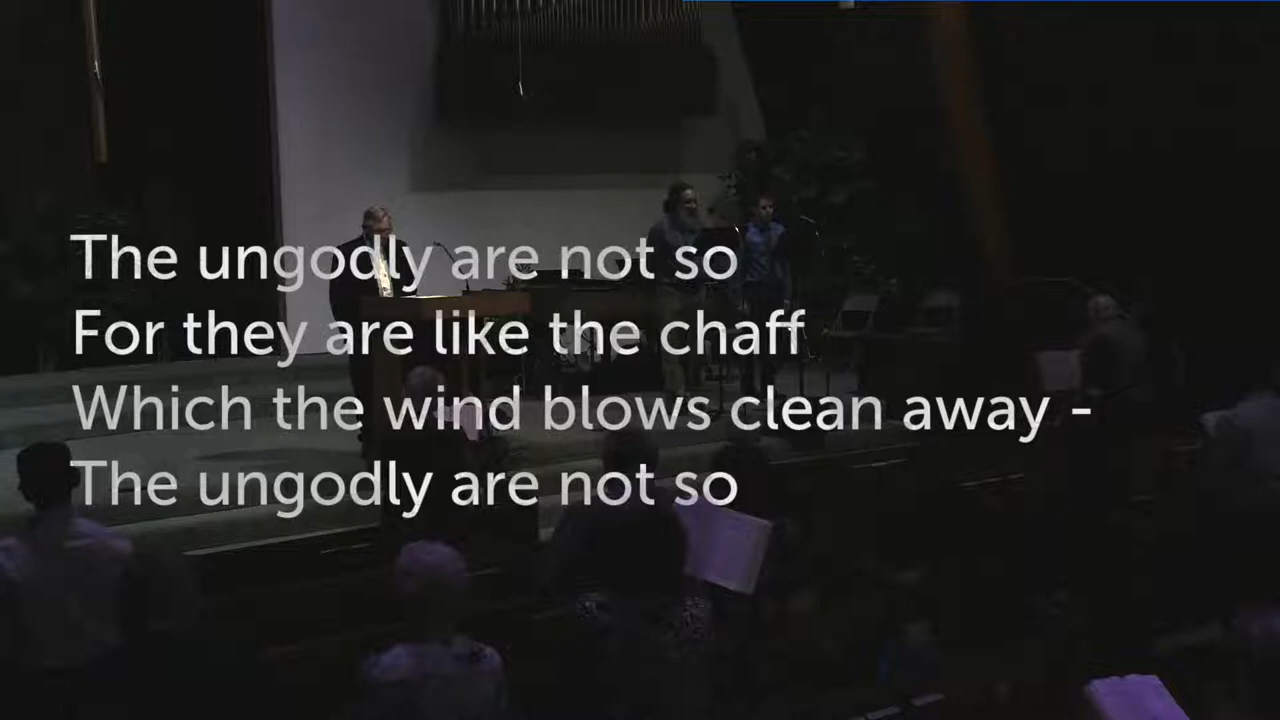 The ungodly are not so
For they are like the chaff
Which the wind blows clean away -
The ungodly are not so